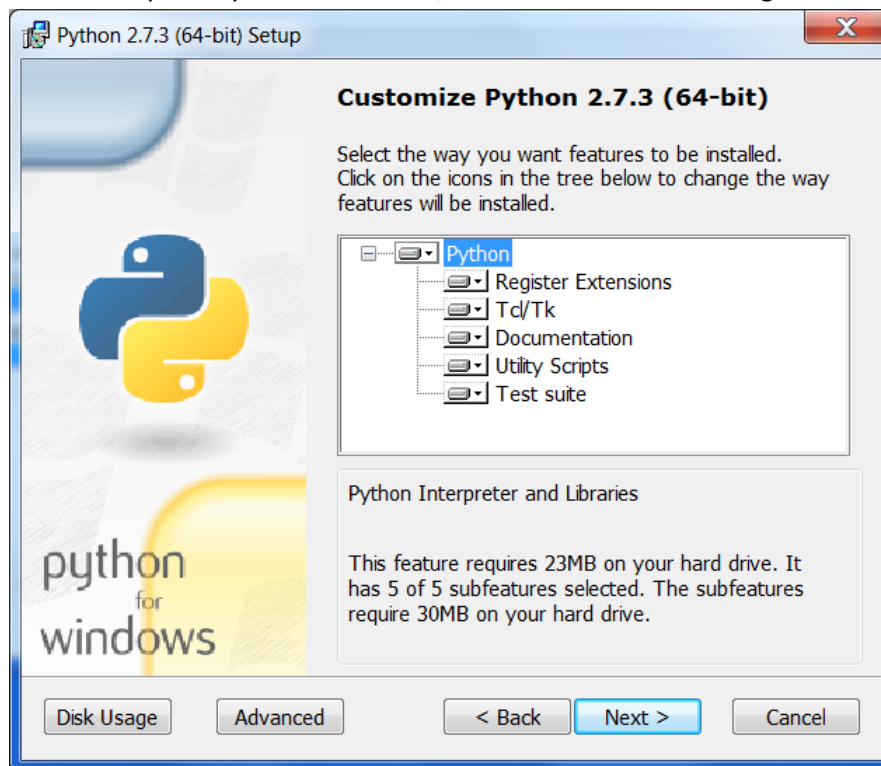 Python 2.7.3 (64-bit) Setup
X
Customize Python 2.7.3 (64-bit)
Select the way you want features to be installed.
Click on the icons in the tree below to change the way
features will be installed.
Python
Register Extensions
Tcl/Tk
Documentation
Utility Scripts
Test suite
Python Interpreter and Libraries
This feature requires 23MB on your hard drive. It
has 5 of 5 subfeatures selected. The subfeatures
require 30MB on your hard drive.
python
for
windows
Disk Usage
Advanced
< Back
Next >
Cancel